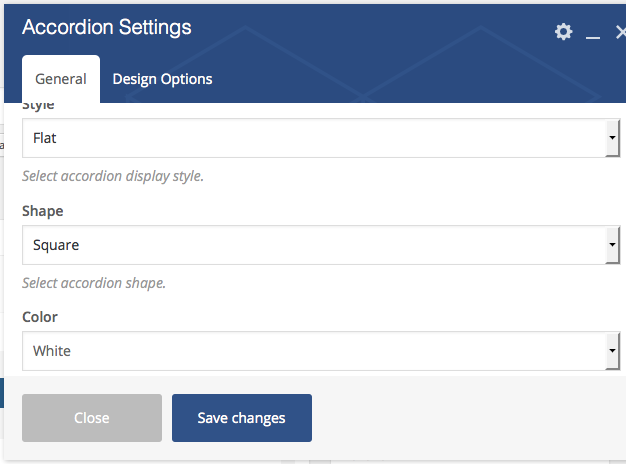 Accordion Settings
General
Design Options
Style
Flat
Select accordion display style.
Shape
Square
Select accordion shape.
Color
White
Close
Save changes